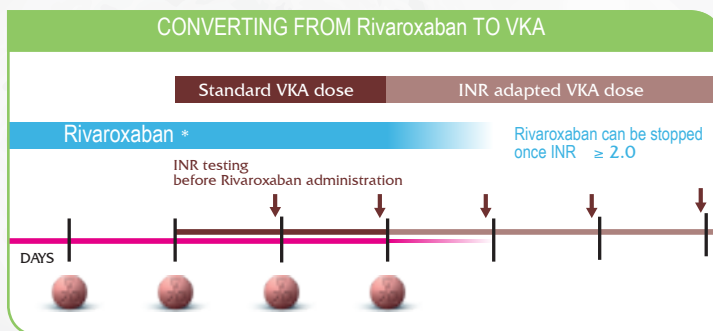 CONVERTING FROM Rivaroxaban TO VKA
Standard VKA dose
INR adapted VKA dose
Rivaroxaban *
Rivaroxaban can be stopped
once INR ≥ 2.0
INR testing
before Rivaroxaban administration
DAYS